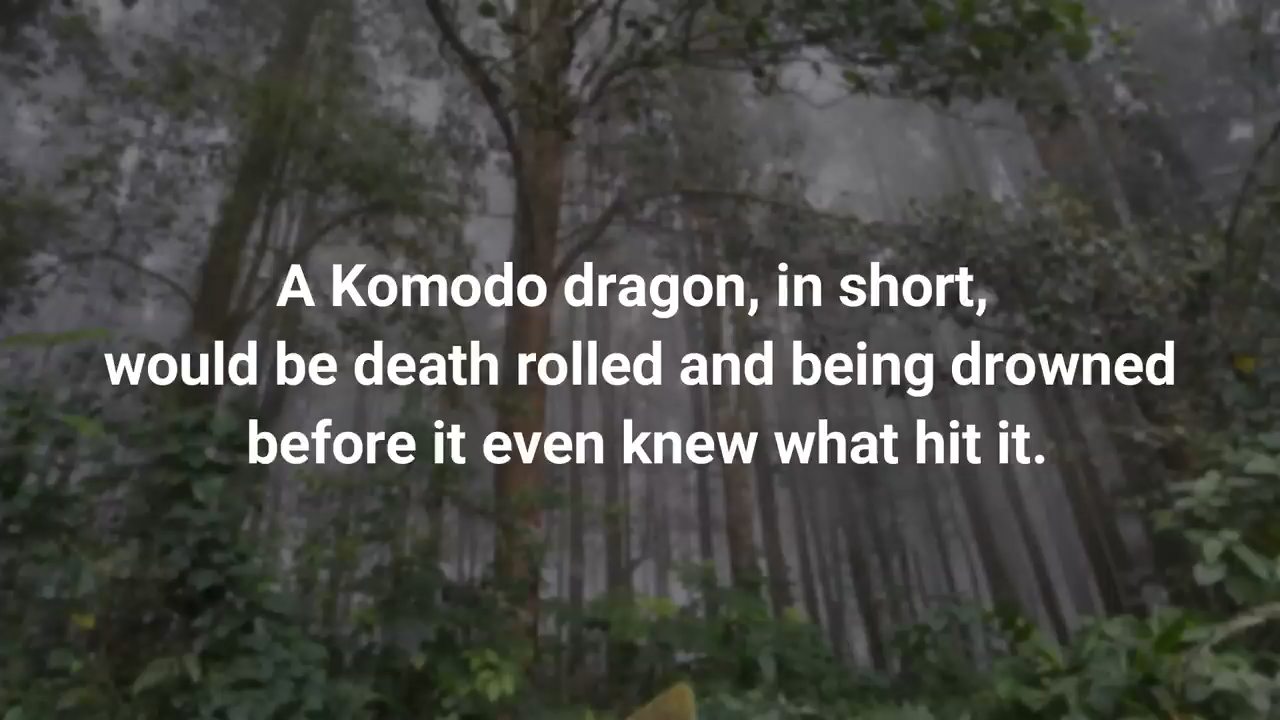 A Komodo dragon, in short,
would be death rolled and being drowned
before it even knew what hit it.